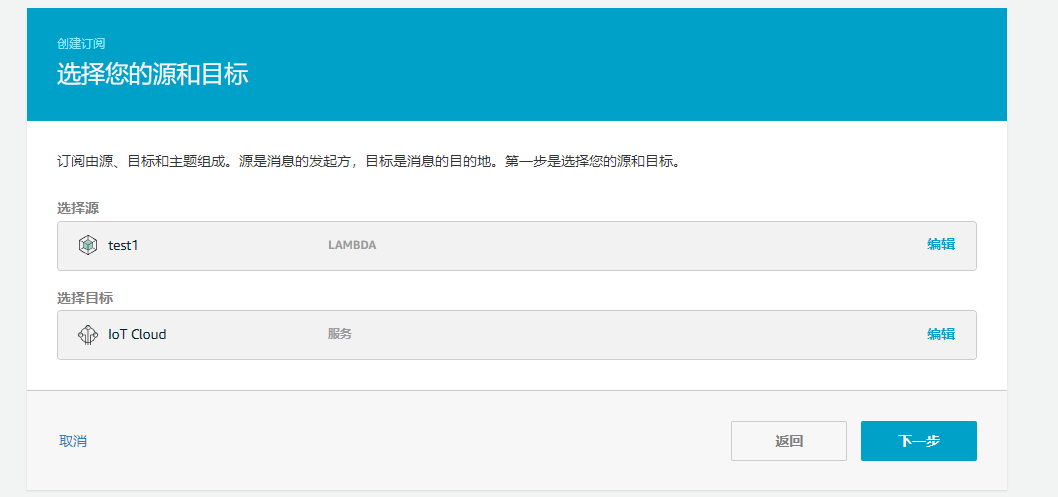 创建订阅
选择您的源和目标
订阅由源、目标和主题组成。源是消息的发起方，目标是消息的目的地。第一步是选择您的源和目标。
选择源
test1 LAMBDA 编辑
选择目标
IoT Cloud 服务 编辑
取消 返回 下一步